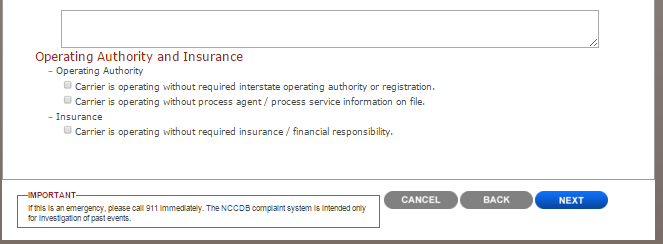 Operating Authority and Insurance
– Operating Authority
Carrier is operating without required interstate operating authority or registration.
Carrier is operating without process agent / process service information on file.
– Insurance
Carrier is operating without required insurance / financial responsibility.
IMPORTANT
If this is an emergency, please call 911 immediately. The NCCDB complaint system is intended only
for investigation of past events.
CANCEL
BACK
NEXT